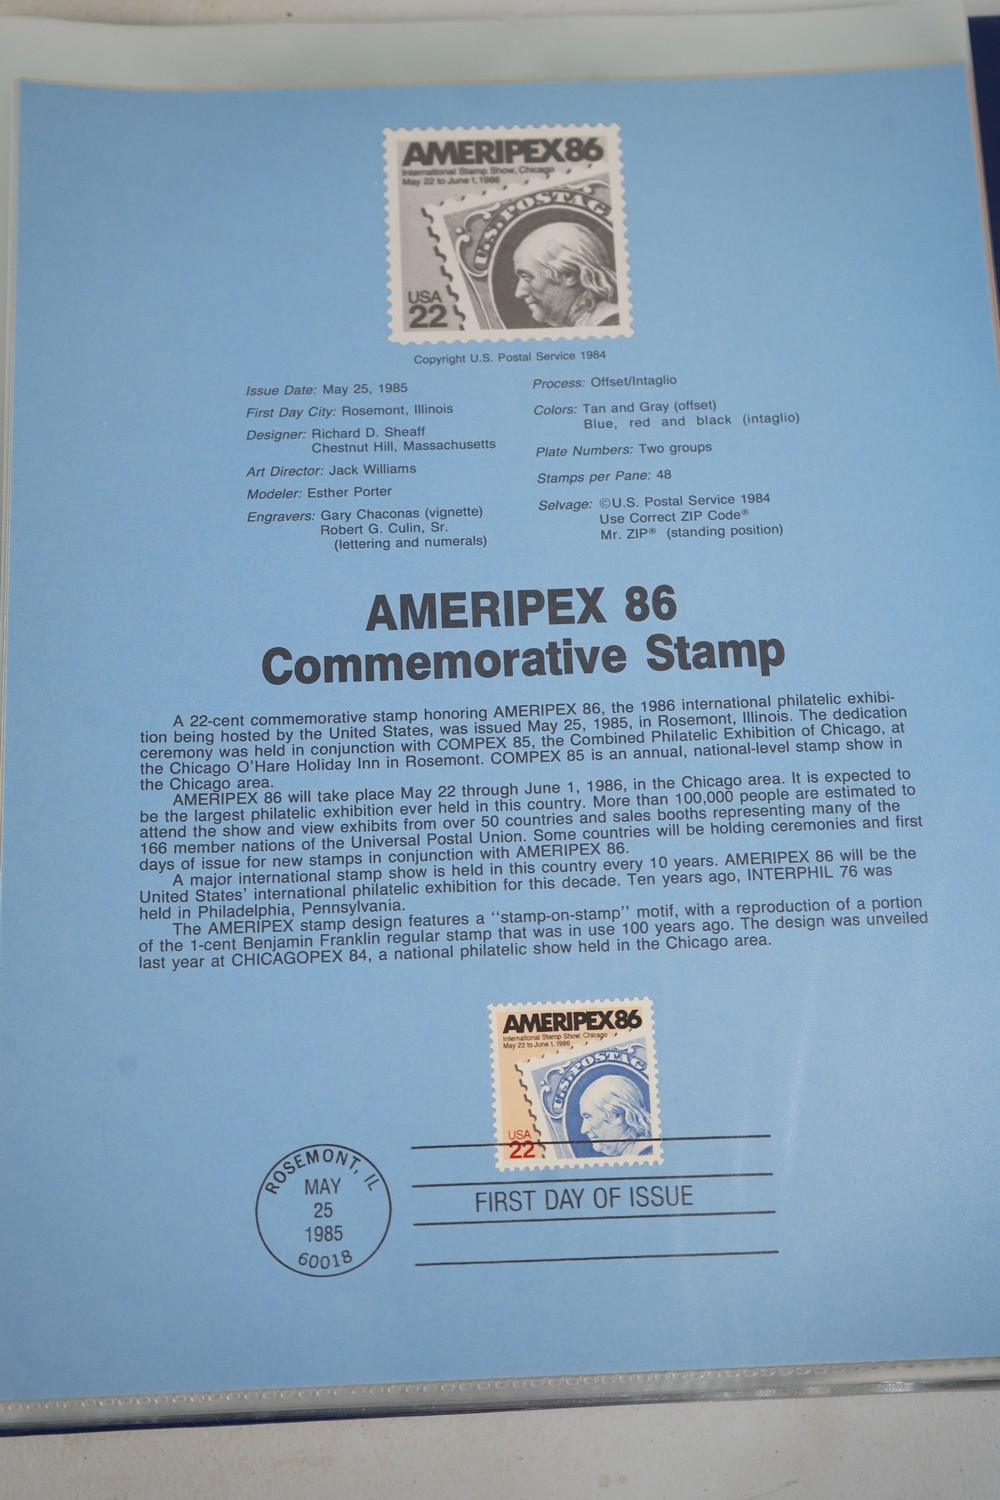 AMERIPEX86
International Stamp Show, Chicago
May 22 to June 1, 1986
U.S. POSTAG
USA
22
Copyright U.S. Postal Service 1984
Issue Date: May 25, 1985
First Day City: Rosemont, Illinois
Designer: Richard D. Sheaff
Chestnut Hill, Massachusetts
Art Director: Jack Williams
Modeler: Esther Porter
Engravers: Gary Chaconas (vignette)
Robert G. Culin, Sr.
(lettering and numerals)
Process: Offset/Intaglio
Colors: Tan and Gray (offset)
Blue, red and black (intaglio)
Plate Numbers: Two groups
Stamps per Pane: 48
Selvage: ©U.S. Postal Service 1984
Use Correct ZIP Code®
Mr. ZIP® (standing position)
AMERIPEX 86
Commemorative Stamp
A 22-cent commemorative stamp honoring AMERIPEX 86, the 1986 international philatelic exhibi-
tion being hosted by the United States, was issued May 25, 1985, in Rosemont, Illinois. The dedication
ceremony was held in conjunction with COMPEX 85, the Combined Philatelic Exhibition of Chicago, at
the Chicago O'Hare Holiday Inn in Rosemont. COMPEX 85 is an annual, national-level stamp show in
the Chicago area.
AMERIPEX 86 will take place May 22 through June 1, 1986, in the Chicago area. It is expected to
be the largest philatelic exhibition ever held in this country. More than 100,000 people are estimated to
attend the show and view exhibits from over 50 countries and sales booths representing many of the
166 member nations of the Universal Postal Union. Some countries will be holding ceremonies and first
days of issue for new stamps in conjunction with AMERIPEX 86.
A major international stamp show is held in this country every 10 years. AMERIPEX 86 will be the
United States' international philatelic exhibition for this decade. Ten years ago, INTERPHIL 76 was
held in Philadelphia, Pennsylvania.
The AMERIPEX stamp design features a ''stamp-on-stamp'' motif, with a reproduction of a portion
of the 1-cent Benjamin Franklin regular stamp that was in use 100 years ago. The design was unveiled
last year at CHICAGOPEX 84, a national philatelic show held in the Chicago area.
AMERIPEX86
International Stamp Show, Chicago
May 22 to June 1, 1986
U.S. POSTAG
USA
22
ROSEMONT, IL
MAY
25
1985
60018
FIRST DAY OF ISSUE